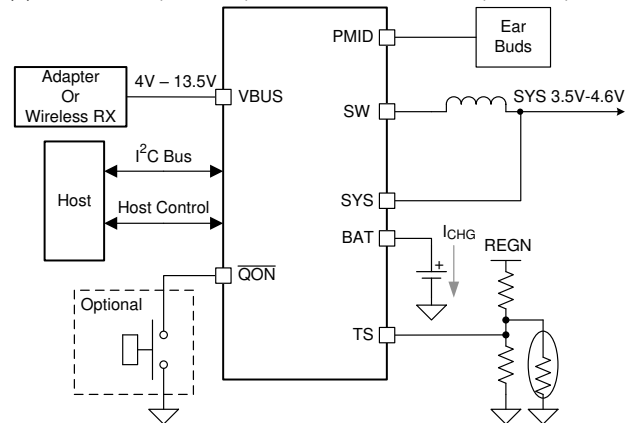 PMID
Ear
Buds
Adapter
Or
Wireless RX
4V – 13.5V
VBUS
SW
SYS 3.5V-4.6V
I2C Bus
Host
Host Control
SYS
BAT
ICHG
REGN
+
QON
Optional
TS